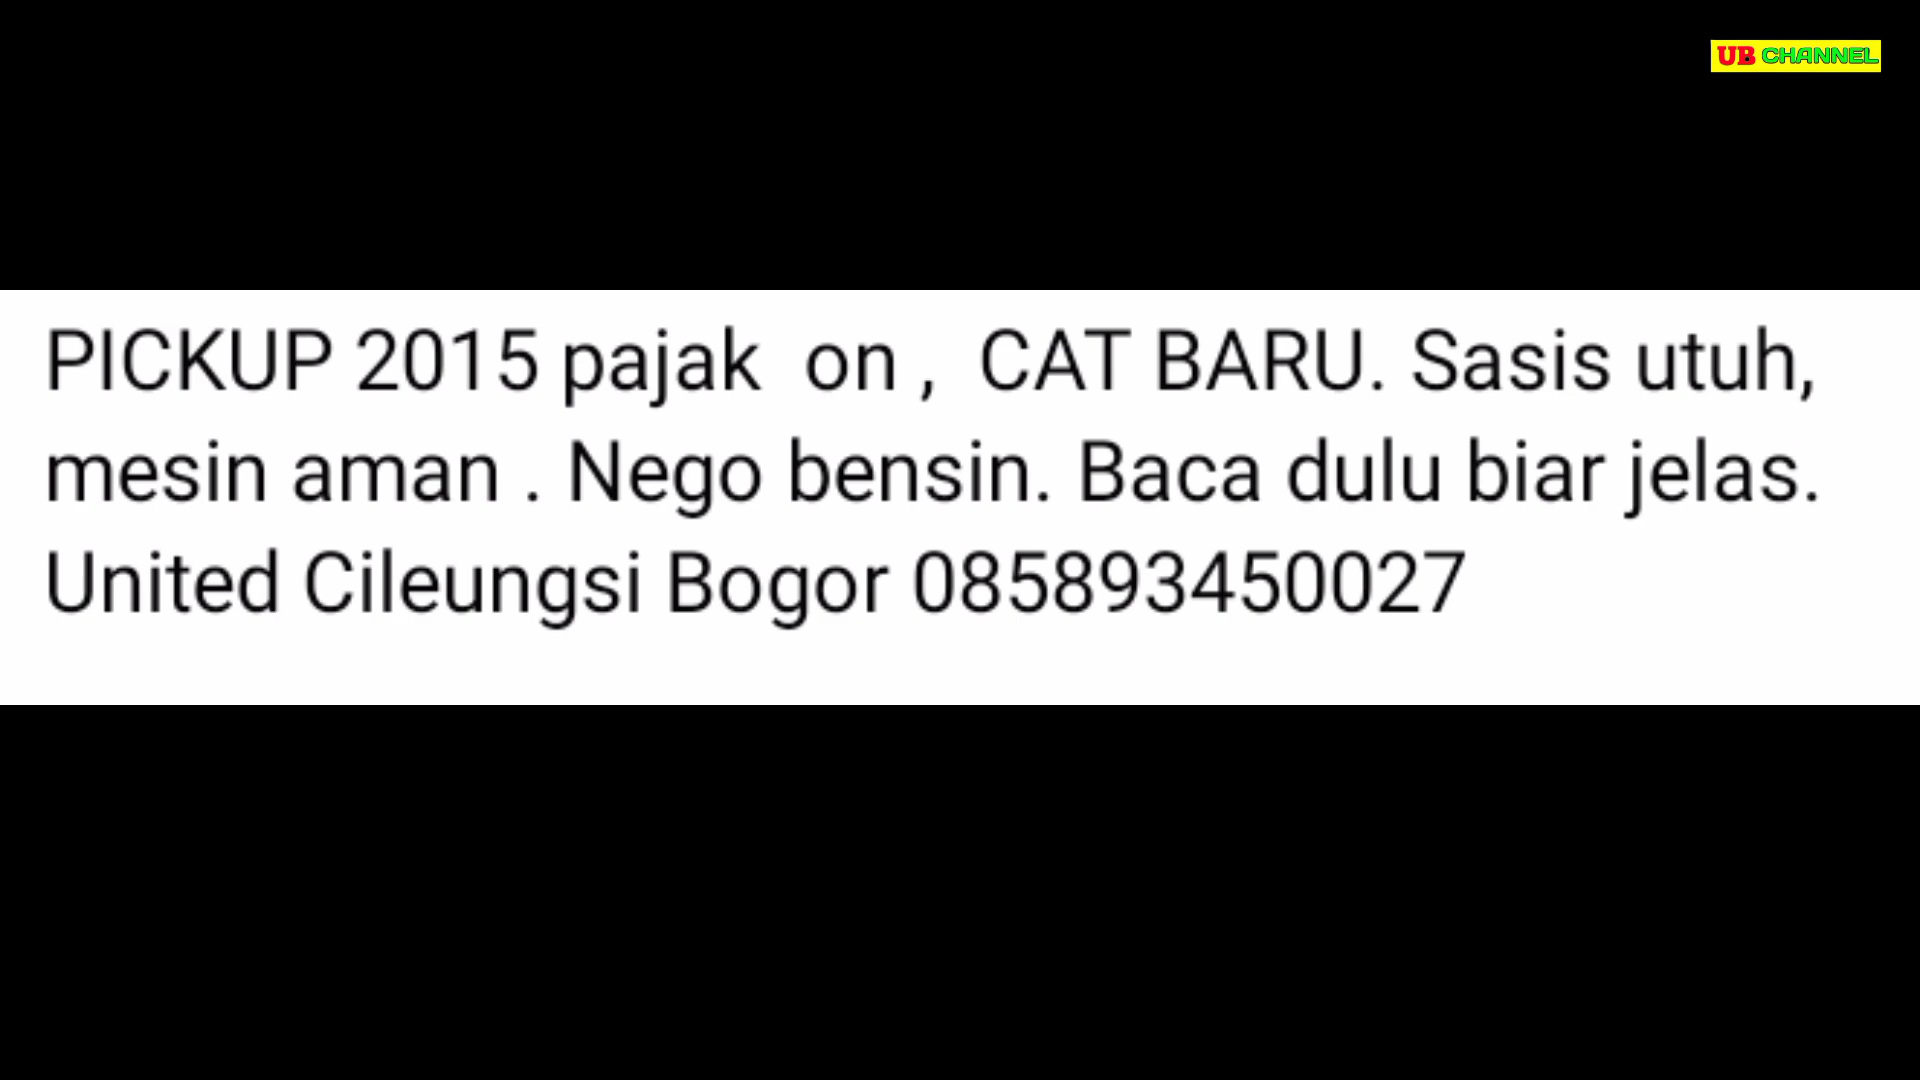 UB CHANNEL
PICKUP 2015 pajak  on ,  CAT BARU. Sasis utuh,
mesin aman . Nego bensin. Baca dulu biar jelas.
United Cileungsi Bogor 085893450027